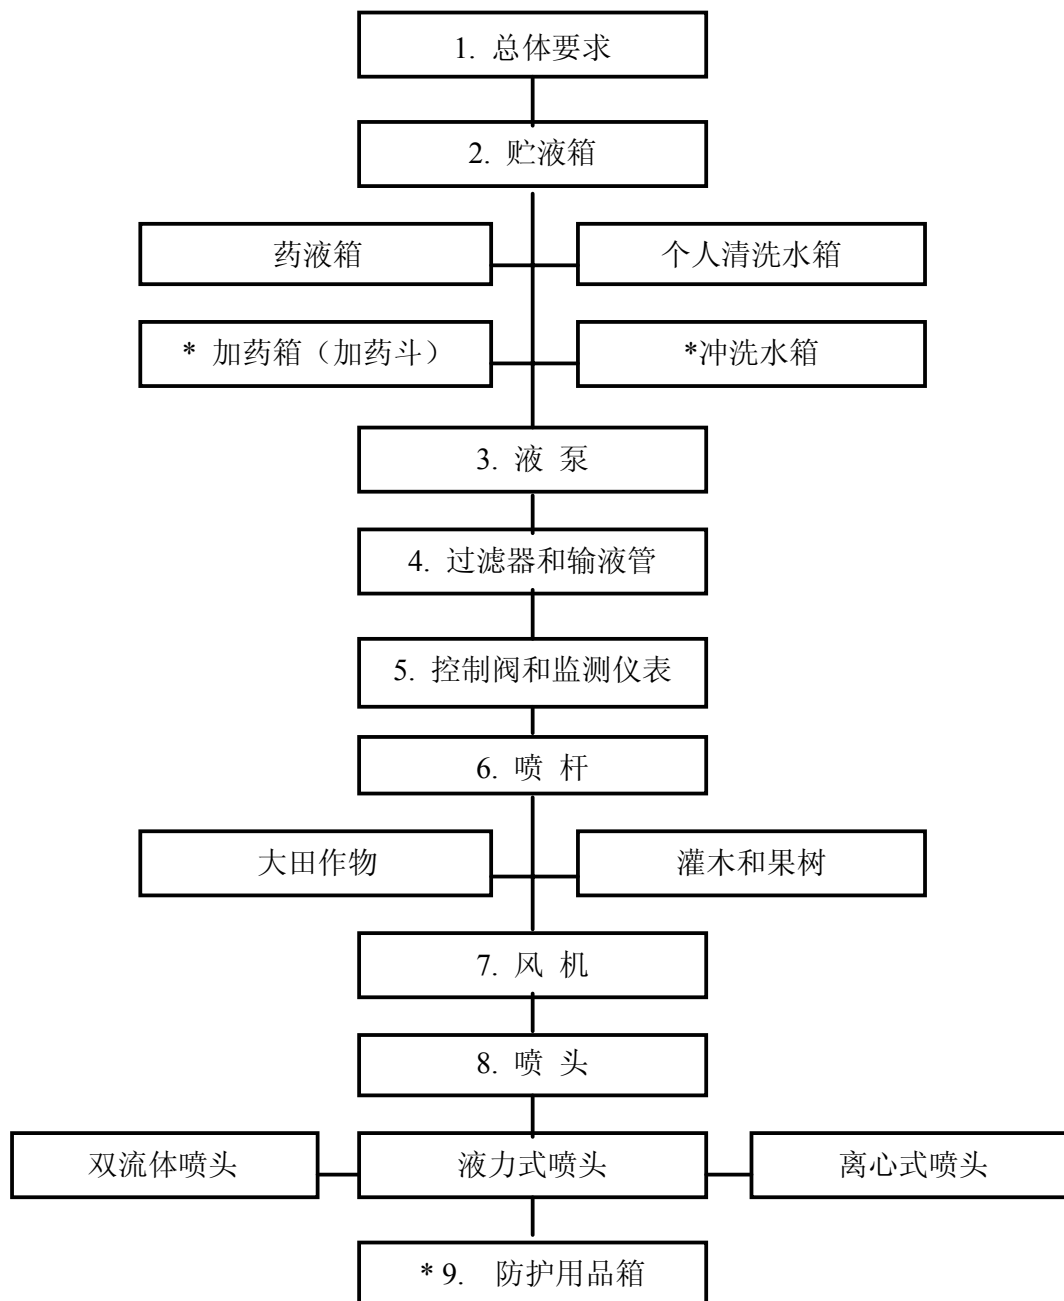 1. 总体要求
2. 贮液箱
药液箱
个人清洗水箱
* 加药箱（加药斗）
*冲洗水箱
3. 液 泵
4. 过滤器和输液管
5. 控制阀和监测仪表
6. 喷 杆
大田作物
灌木和果树
7. 风 机
8. 喷 头
双流体喷头
液力式喷头
离心式喷头
* 9. 防护用品箱